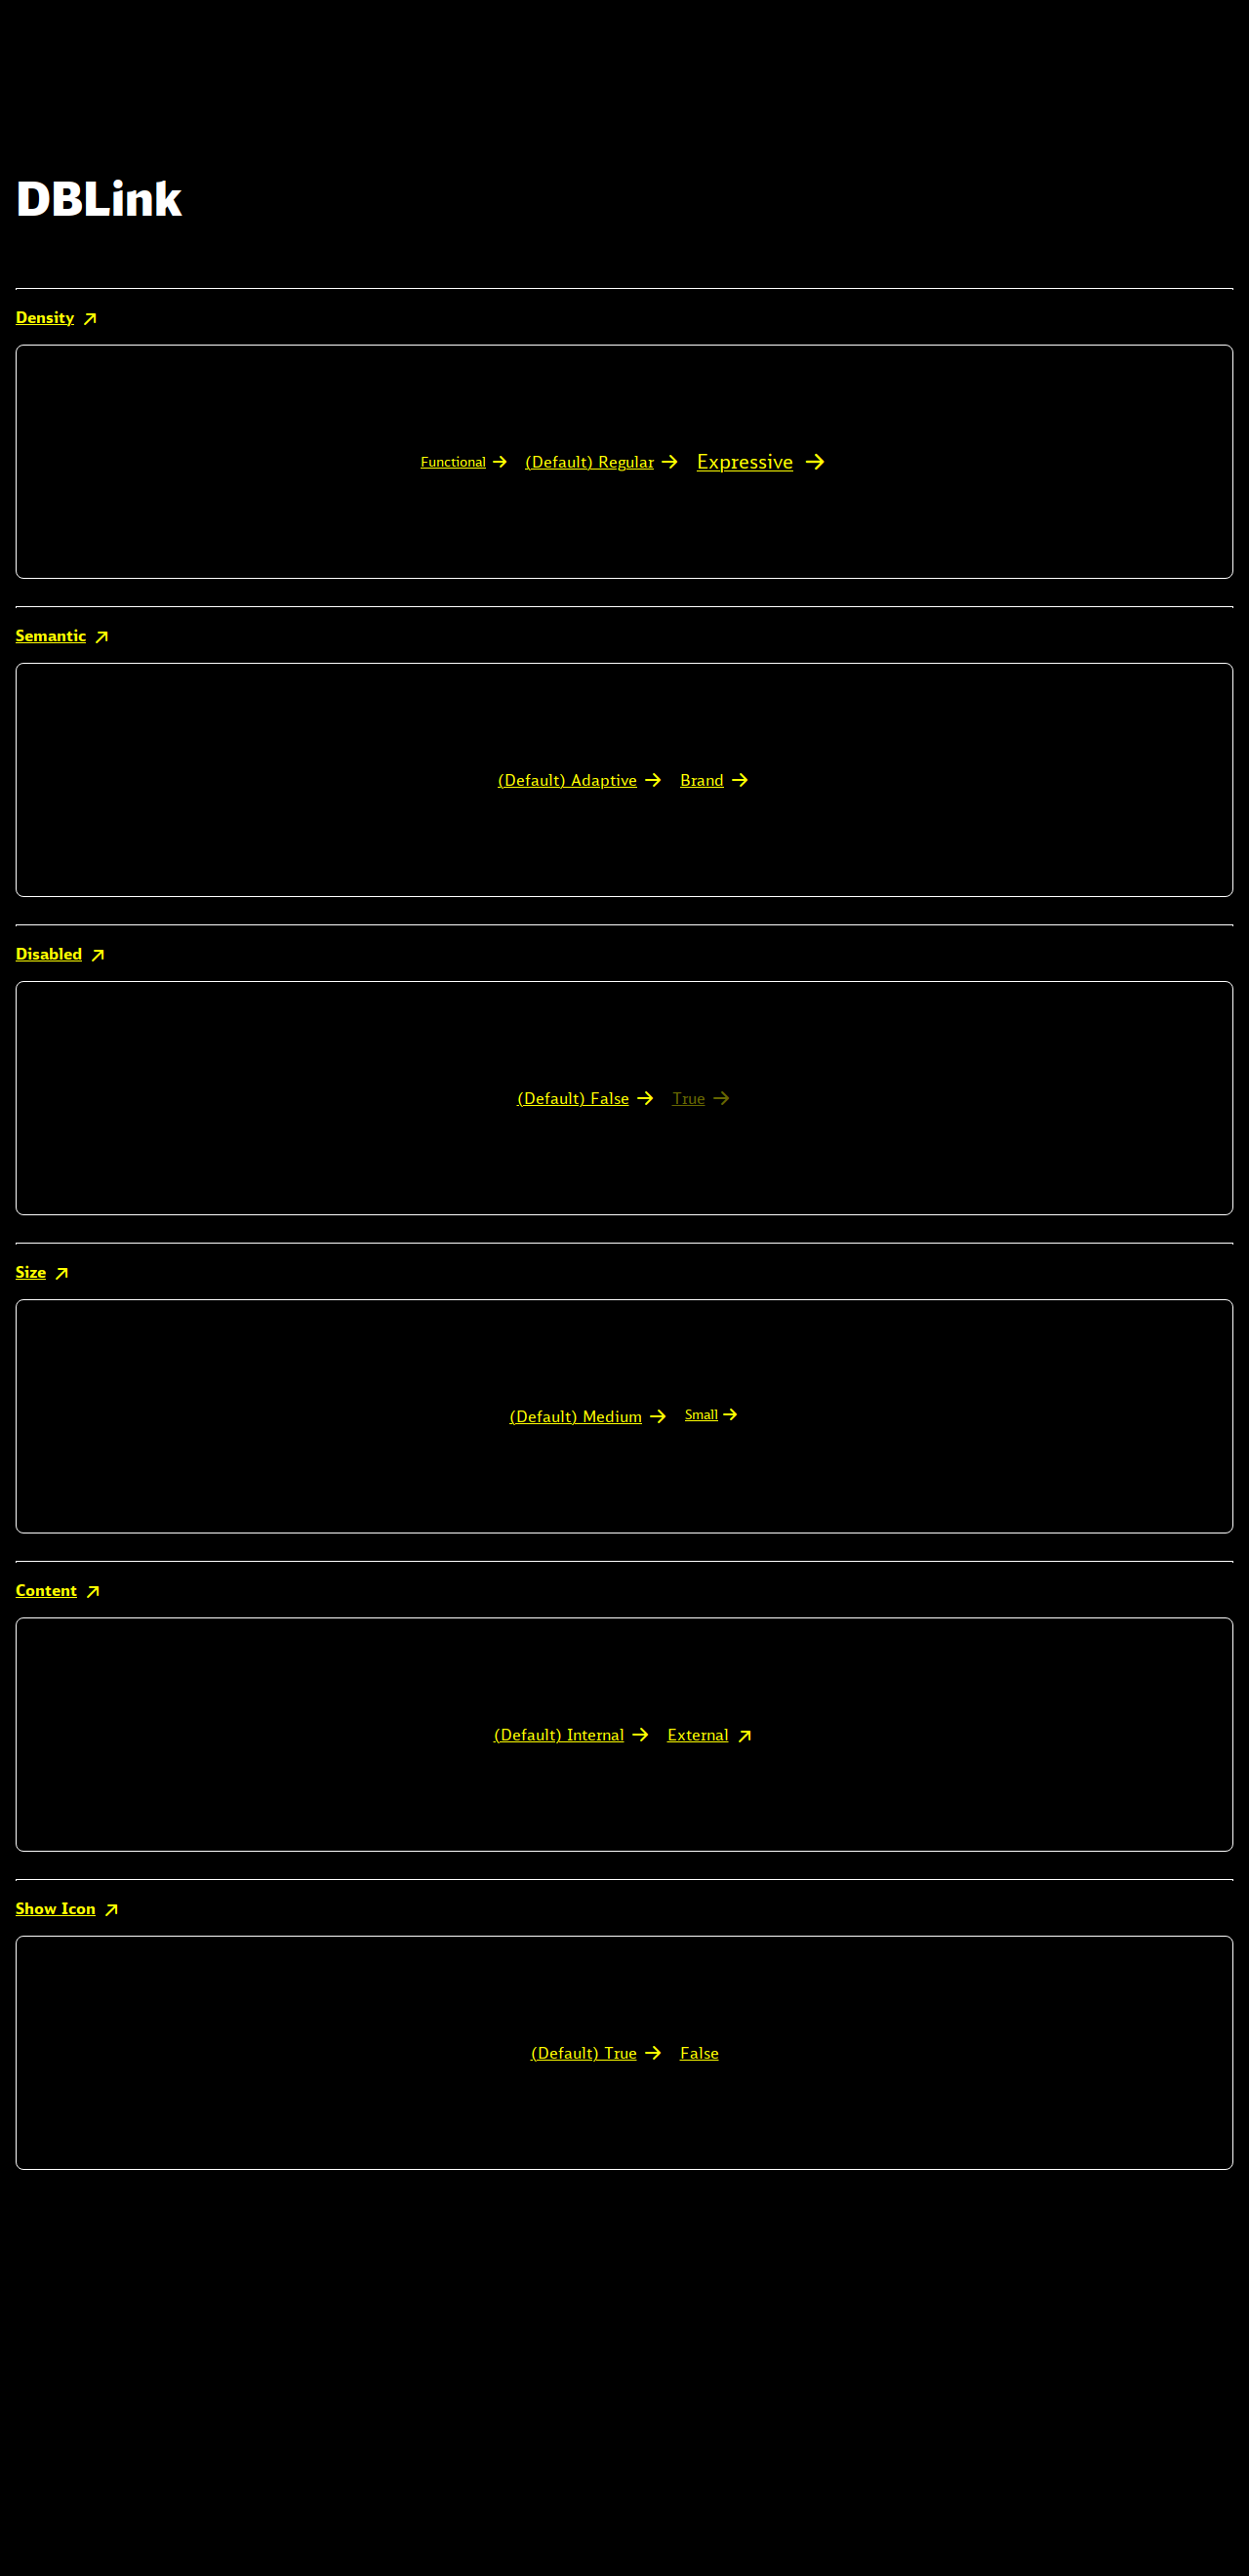 DBLink
Density
Functional (Default) Regular Expressive
Semantic
(Default) Adaptive Brand
Disabled
(Default) False True
Size
(Default) Medium Small
Content
(Default) Internal External
Show Icon
(Default) True False